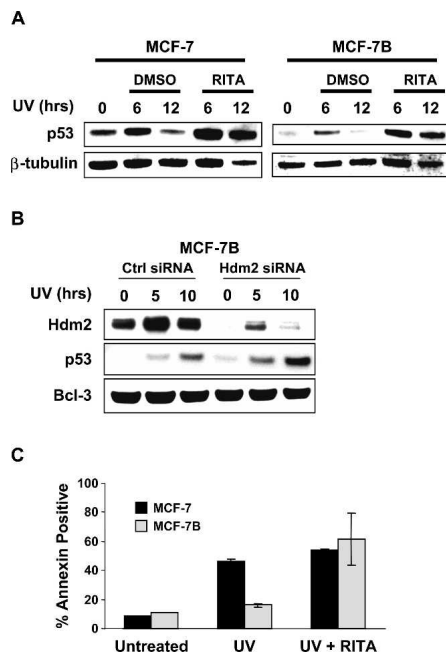 A
MCF-7 MCF-7B
DMSO RITA DMSO RITA
UV (hrs) 0 6 12 6 12 0 6 12 6 12
p53
β-tubulin
B
MCF-7B
Ctrl siRNA Hdm2 siRNA
UV (hrs) 0 5 10 0 5 10
Hdm2
p53
Bcl-3
C
% Annexin Positive
100
80
60
40
20
0
MCF-7
MCF-7B
Untreated UV UV + RITA